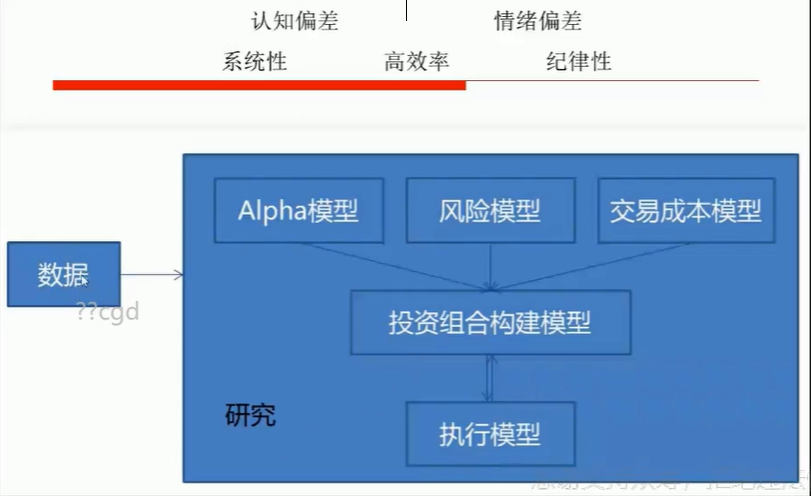 认知偏差 情绪偏差
系统性 高效率 纪律性
Alpha模型 风险模型 交易成本模型
数据
??cgd
投资组合构建模型
研究
执行模型